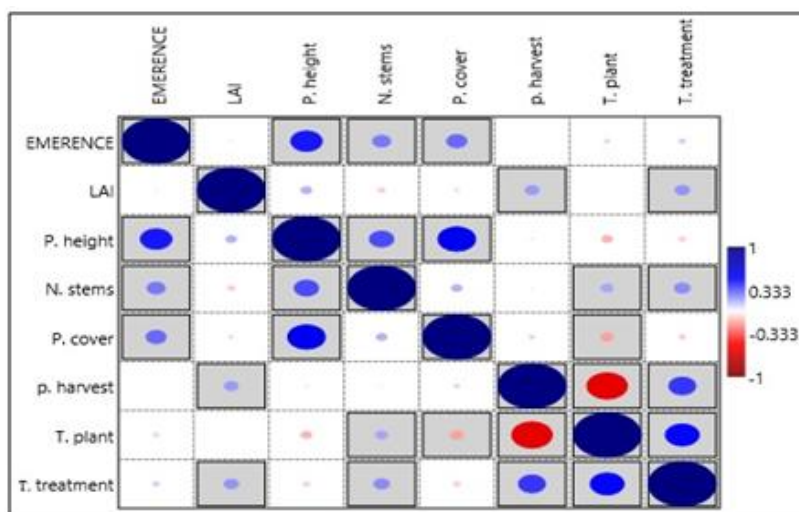 EMERENCE
LAI
P. height
N. stems
P. cover
p. harvest
T. plant
T. treatment
EMERENCE
LAI
P. height
N. stems
P. cover
p. harvest
T. plant
T. treatment
1
0.333
-0.333
-1